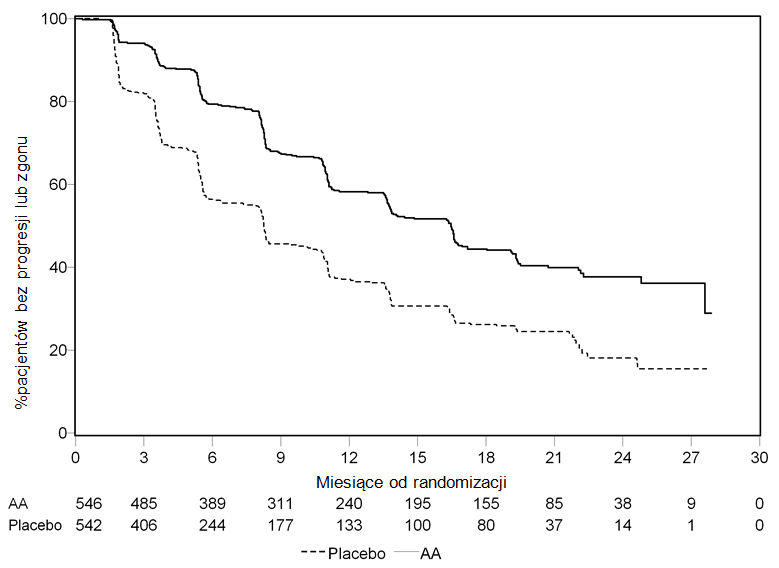 %pacjentów bez progresji lub zgonu
100
80
60
40
20
0
0 3 6 9 12 15 18 21 24 27 30
Miesiące od randomizacji
AA 546 485 389 311 240 195 155 85 38 9 0
Placebo 542 406 244 177 133 100 80 37 14 1 0
Placebo AA